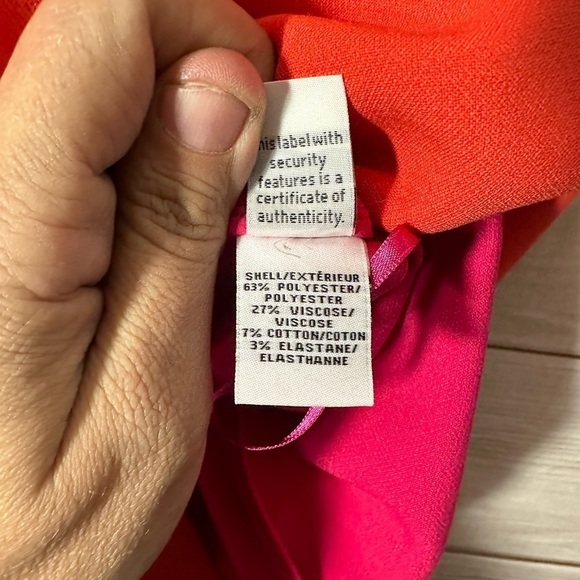 his label with
security
features is a
certificate of
authenticity.
SHELL/EXTÉRIEUR
63% POLYESTER/
POLYESTER
27% VISCOSE/
VISCOSE
7% COTTON/COTON
3% ELASTANE/
ELASTHANNE